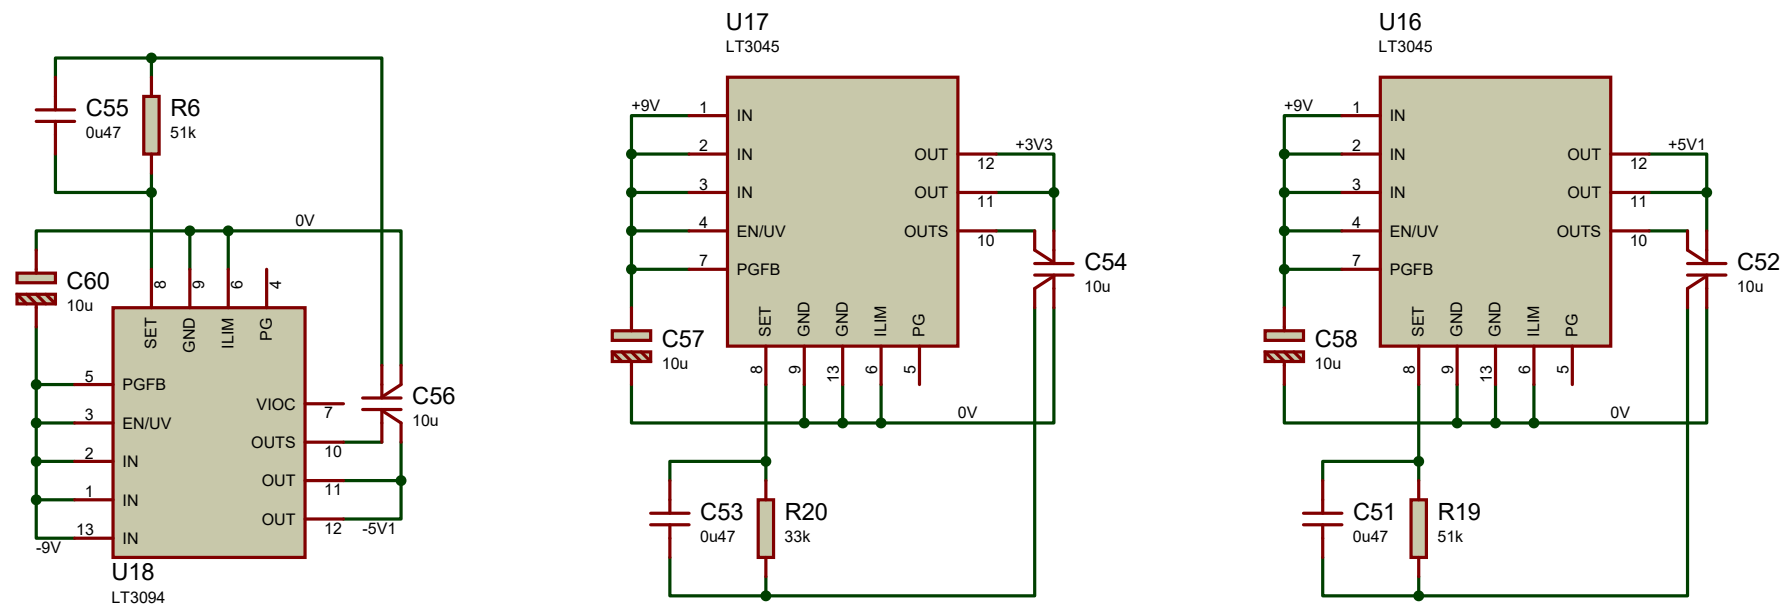 C55
0u47
R6
51k
0V
C60
10u
8
9
6
4
SET
GND
ILIM
PG
5
PGFB
3
EN/UV
2
IN
1
IN
13
IN
-9V
VIOC
7
OUTS
10
OUT
11
OUT
12
-5V1
C56
10u
U18
LT3094
U17
LT3045
+9V
1
IN
2
IN
3
IN
4
EN/UV
7
PGFB
OUT
12
+3V3
OUT
11
OUTS
10
C54
10u
C57
10u
SET
GND
GND
ILIM
PG
8
9
13
6
5
0V
C53
0u47
R20
33k
U16
LT3045
+9V
1
IN
2
IN
3
IN
4
EN/UV
7
PGFB
OUT
12
+5V1
OUT
11
OUTS
10
C52
10u
C58
10u
SET
GND
GND
ILIM
PG
8
9
13
6
5
0V
C51
0u47
R19
51k